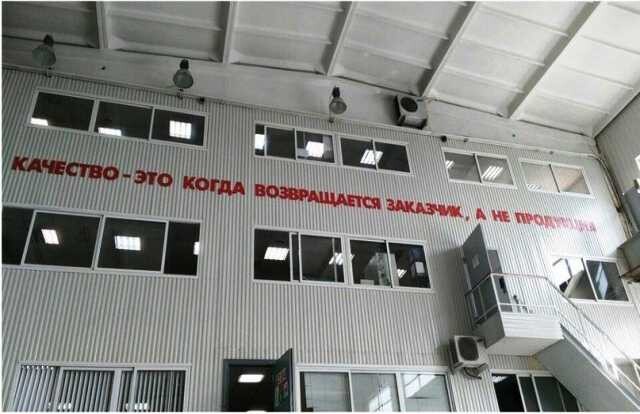 КАЧЕСТВО - ЭТО КОГДА ВОЗВРАЩАЕТСЯ ЗАКАЗЧИК, А НЕ ПРОДУКЦИЯ